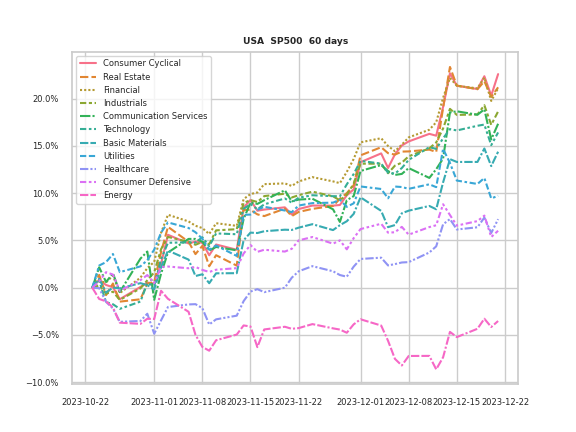 USA  SP500  60 days
Consumer Cyclical
Real Estate
Financial
Industrials
Communication Services
Technology
Basic Materials
Utilities
Healthcare
Consumer Defensive
Energy
20.0%
15.0%
10.0%
5.0%
0.0%
−5.0%
−10.0%
2023-10-22 2023-11-01 2023-11-08 2023-11-15 2023-11-22 2023-12-01 2023-12-08 2023-12-15 2023-12-22